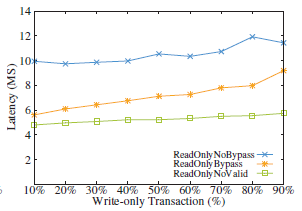 14
12
10
8
6
4
2
Latency (MS)
ReadOnlyNoBypass
ReadOnlyBypass
ReadOnlyNoValid
10% 20% 30% 40% 50% 60% 70% 80% 90%
Write-only Transaction (%)